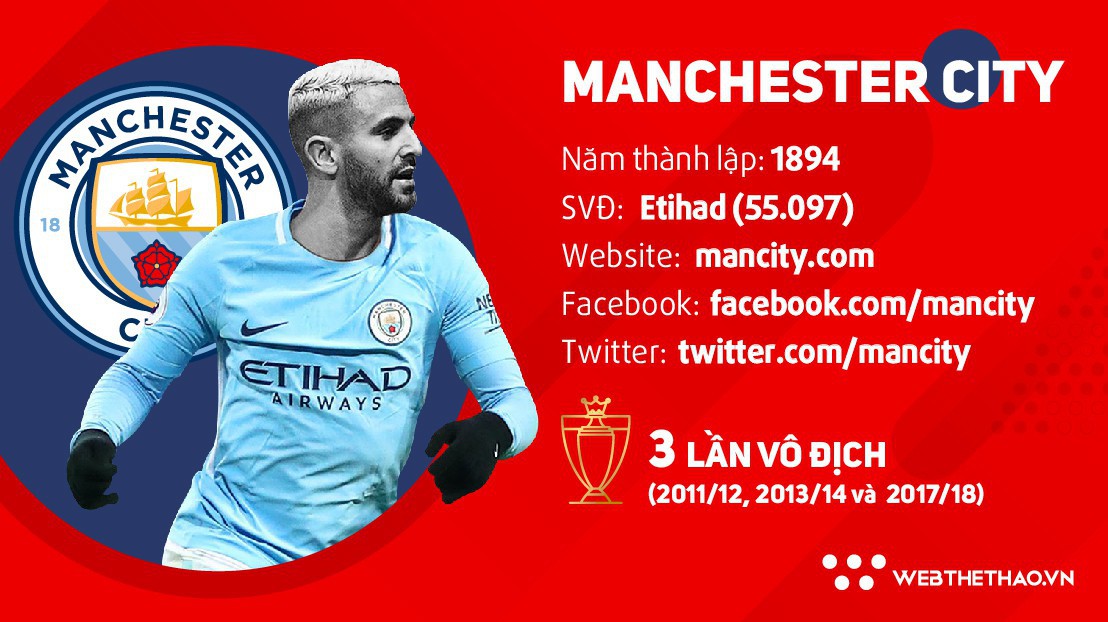 MANCHESTER CITY
Năm thành lập: 1894
SVĐ: Etihad (55.097)
Website: mancity.com
Facebook: facebook.com/mancity
Twitter: twitter.com/mancity
3 LẦN VÔ ĐỊCH
(2011/12, 2013/14 và 2017/18)
WEBTHETHAO.VN
MANCHESTER
18
ETIHAD
AIRWAYS